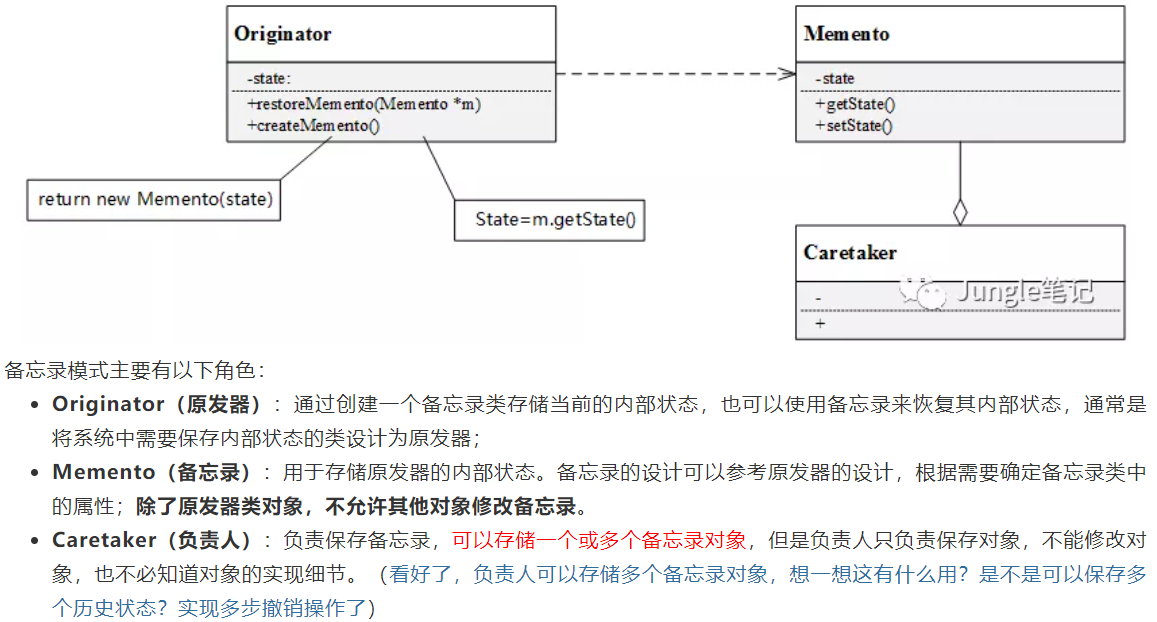 Originator
-state:
+restoreMemento(Memento *m)
+createMemento()
Memento
-state
+getState()
+setState()
return new Memento(state)
State=m.getState()
Caretaker
-
+
Jungle笔记
备忘录模式主要有以下角色：
• Originator（原发器）：通过创建一个备忘录类存储当前的内部状态，也可以使用备忘录来恢复其内部状态，通常是
将系统中需要保存内部状态的类设计为原发器；
• Memento（备忘录）：用于存储原发器的内部状态。备忘录的设计可以参考原发器的设计，根据需要确定备忘录类中
的属性；除了原发器类对象，不允许其他对象修改备忘录。
• Caretaker（负责人）：负责保存备忘录，可以存储一个或多个备忘录对象，但是负责人只负责保存对象，不能修改对
象，也不必知道对象的实现细节。（看好了，负责人可以存储多个备忘录对象，想一想这有什么用？是不是可以保存多
个历史状态？实现多步撤销操作了）